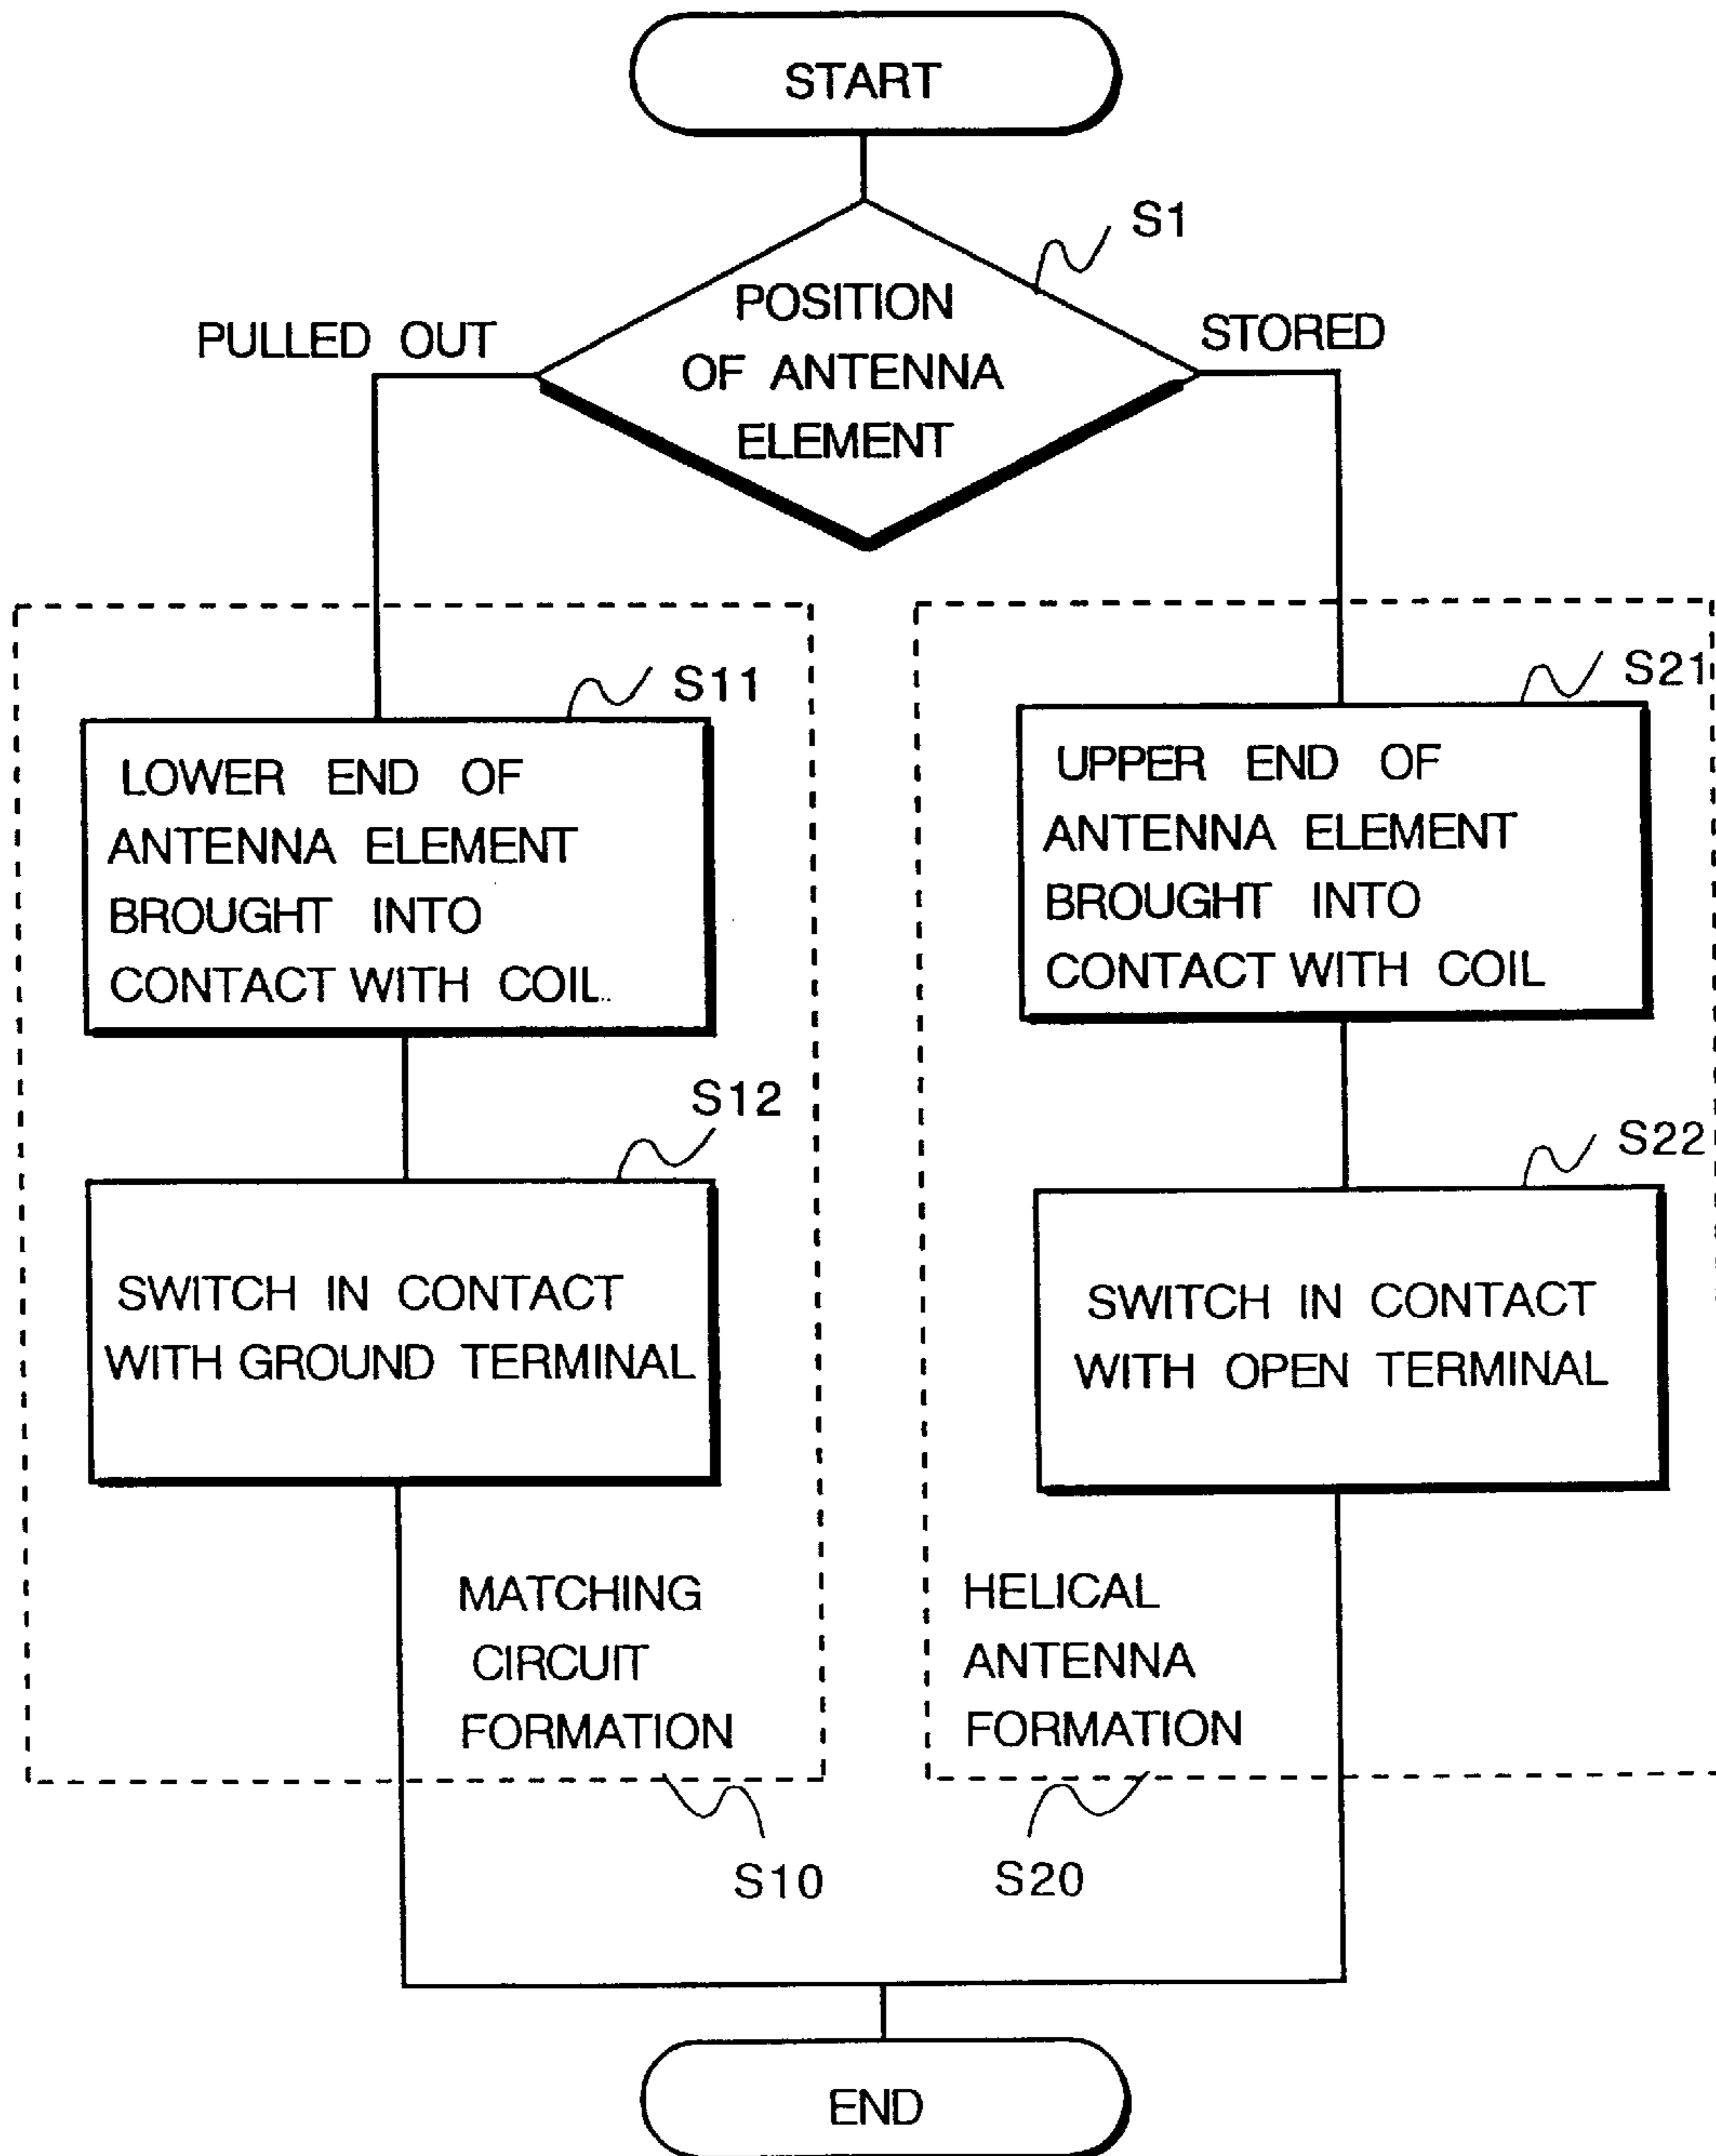 START
S1
POSITION
OF ANTENNA
ELEMENT
PULLED OUT
STORED
S11
LOWER END OF
ANTENNA ELEMENT
BROUGHT INTO
CONTACT WITH COIL
S12
SWITCH IN CONTACT
WITH GROUND TERMINAL
MATCHING
CIRCUIT
FORMATION
S10
S21
UPPER END OF
ANTENNA ELEMENT
BROUGHT INTO
CONTACT WITH COIL
S22
SWITCH IN CONTACT
WITH OPEN TERMINAL
HELICAL
ANTENNA
FORMATION
S20
END